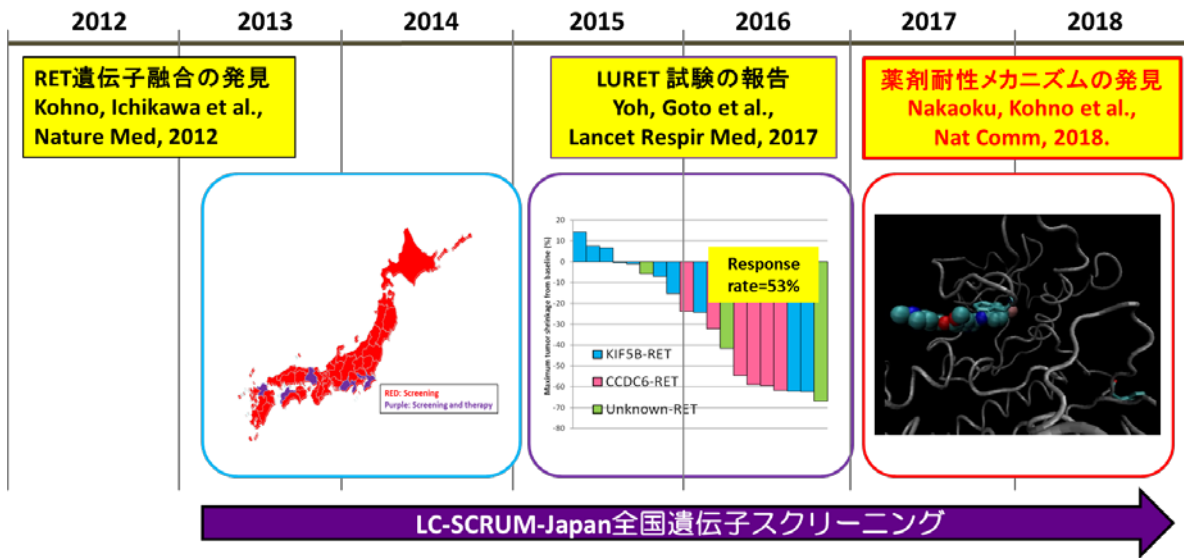 2012 2013 2014 2015 2016 2017 2018
RET遺伝子融合の発見
Kohno, Ichikawa et al.,
Nature Med, 2012
LURET 試験の報告
Yoh, Goto et al.,
Lancet Respir Med, 2017
薬剤耐性メカニズムの発見
Nakaoku, Kohno et al.,
Nat Comm, 2018.
RED: Screening
Purple: Screening and therapy
Maximum tumor shrinkage from baseline (%)
20
10
0
-10
-20
-30
-40
-50
-60
-70
-80
Response
rate=53%
KIF5B-RET
CCDC6-RET
Unknown-RET
LC-SCRUM-Japan全国遺伝子スクリーニング